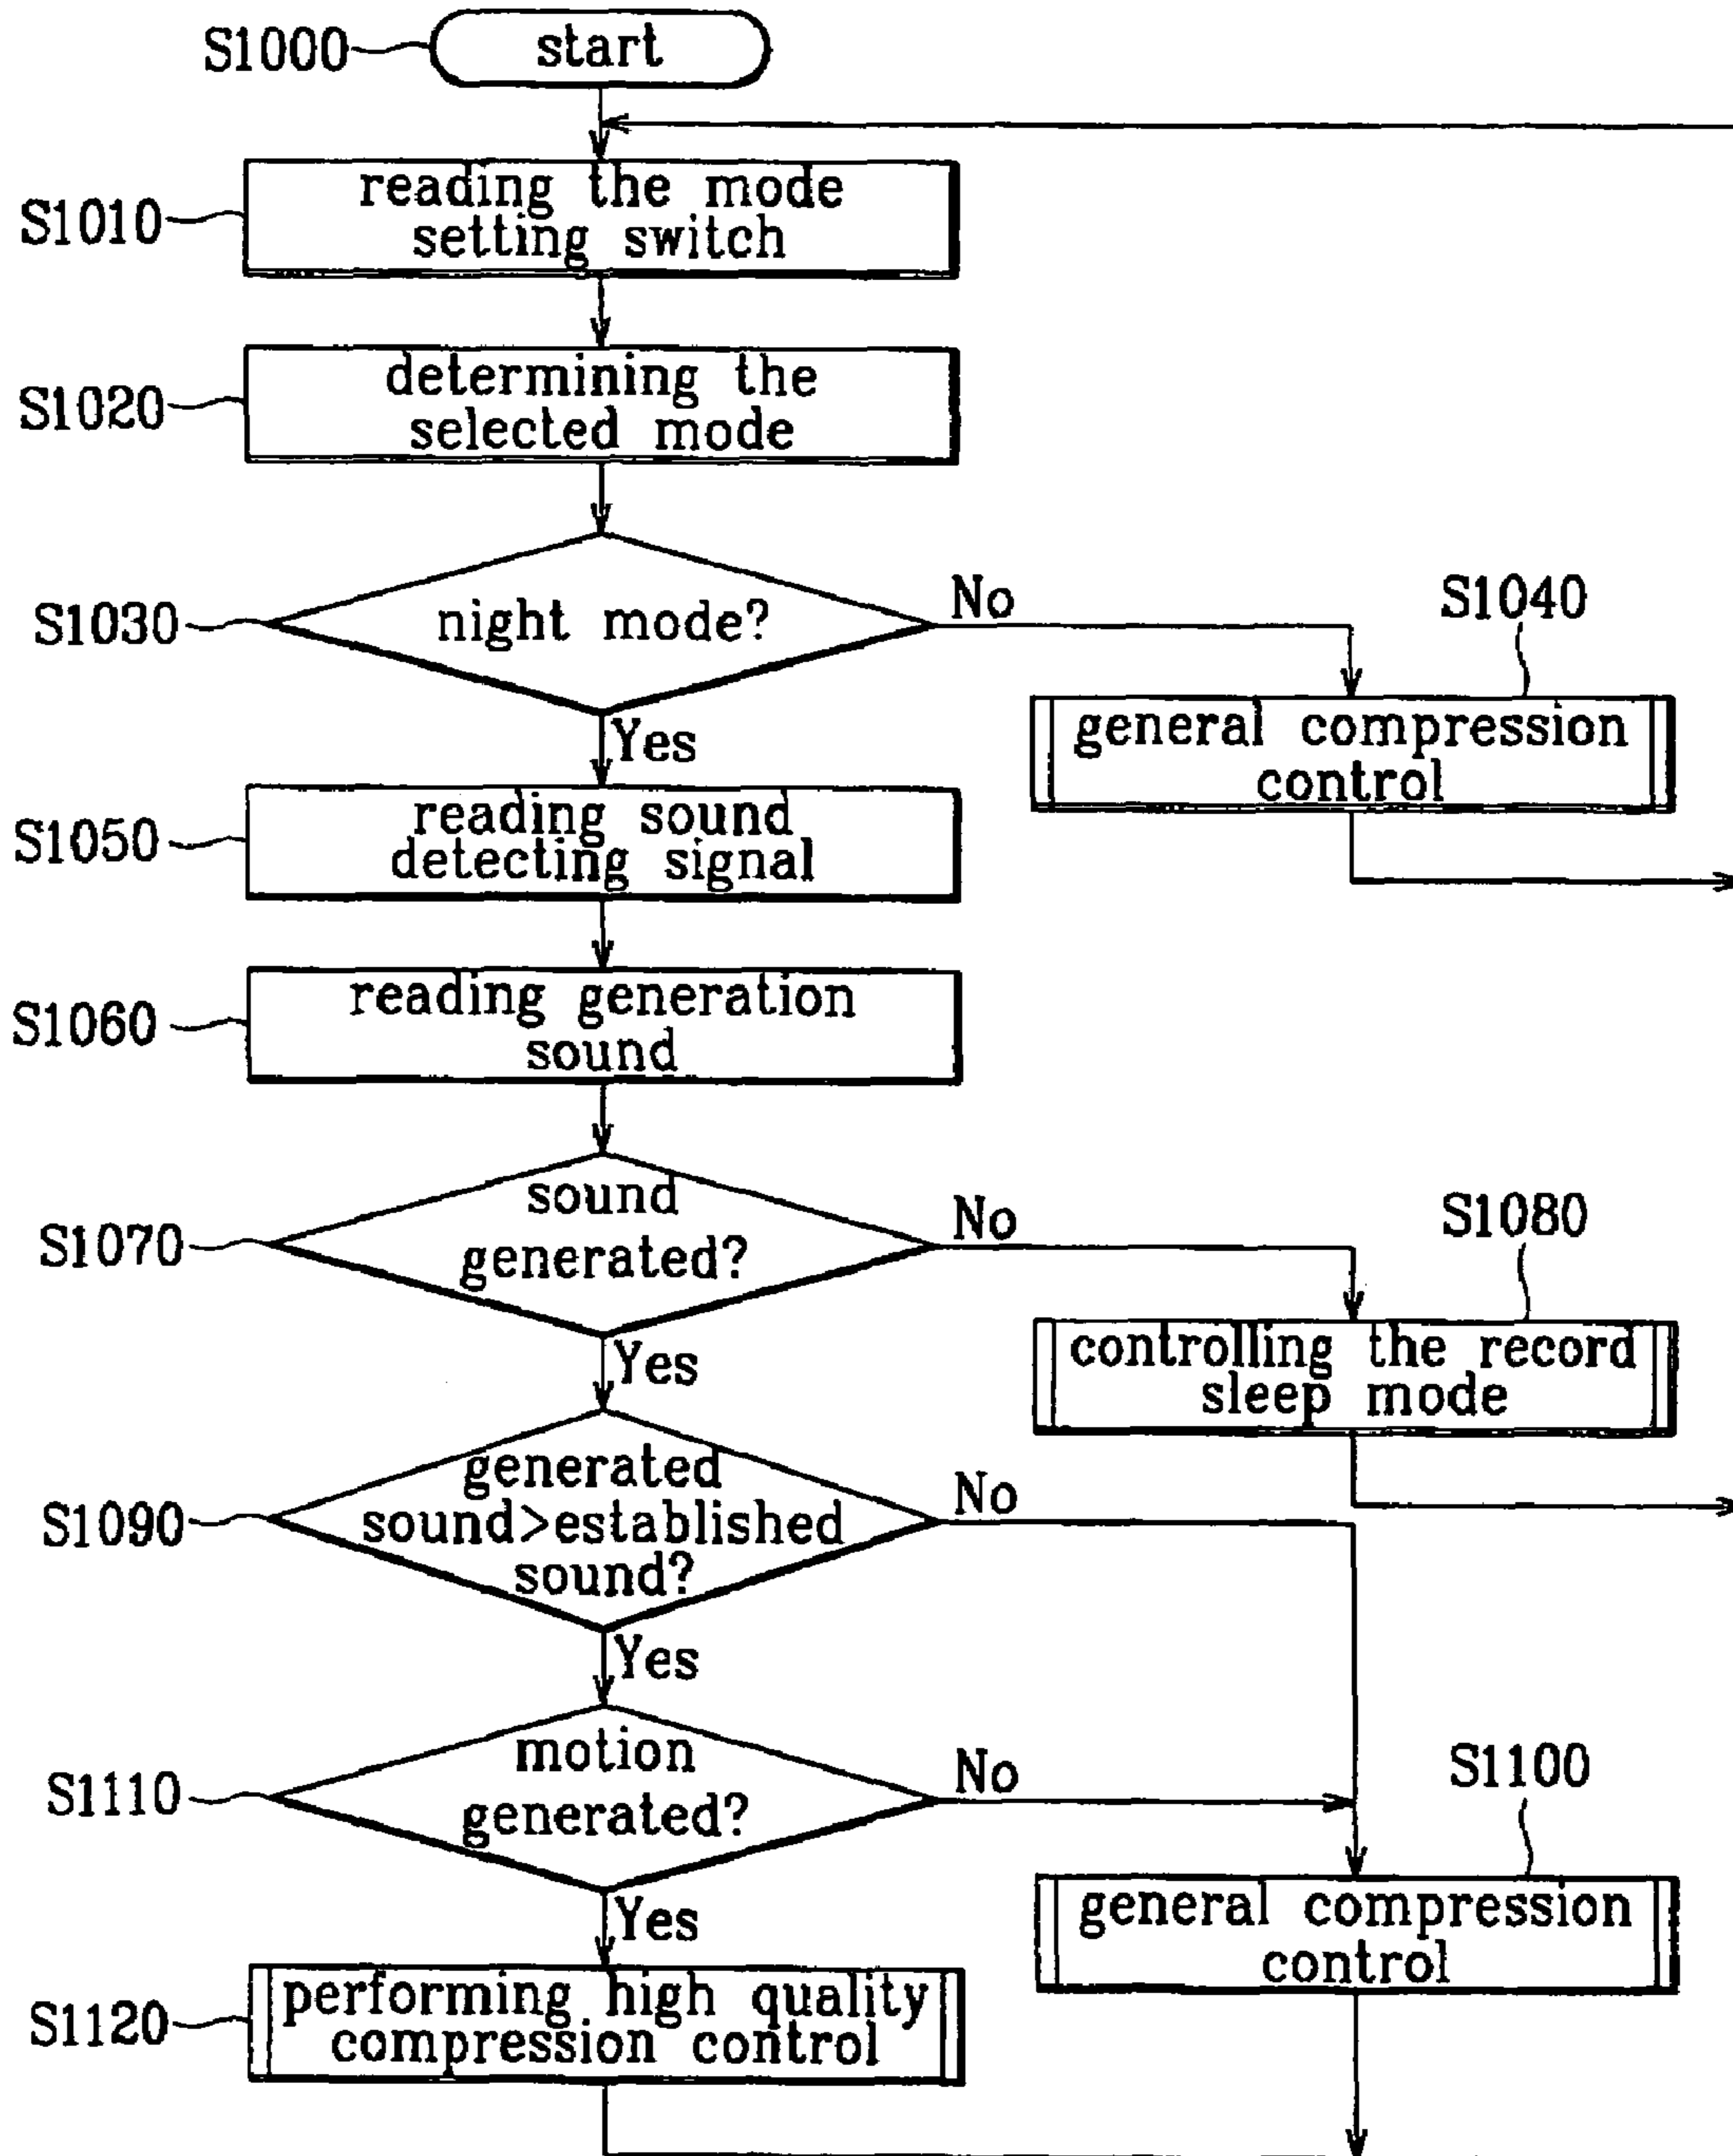 S1000
start
S1010
reading the mode
setting switch
S1020
determining the
selected mode
S1030
night mode?
No
S1040
general compression
control
Yes
S1050
reading sound
detecting signal
S1060
reading generation
sound
S1070
sound
generated?
No
S1080
controlling the record
sleep mode
Yes
S1090
generated
sound>established
sound?
No
Yes
S1110
motion
generated?
No
S1100
general compression
control
Yes
S1120
performing high quality
compression control